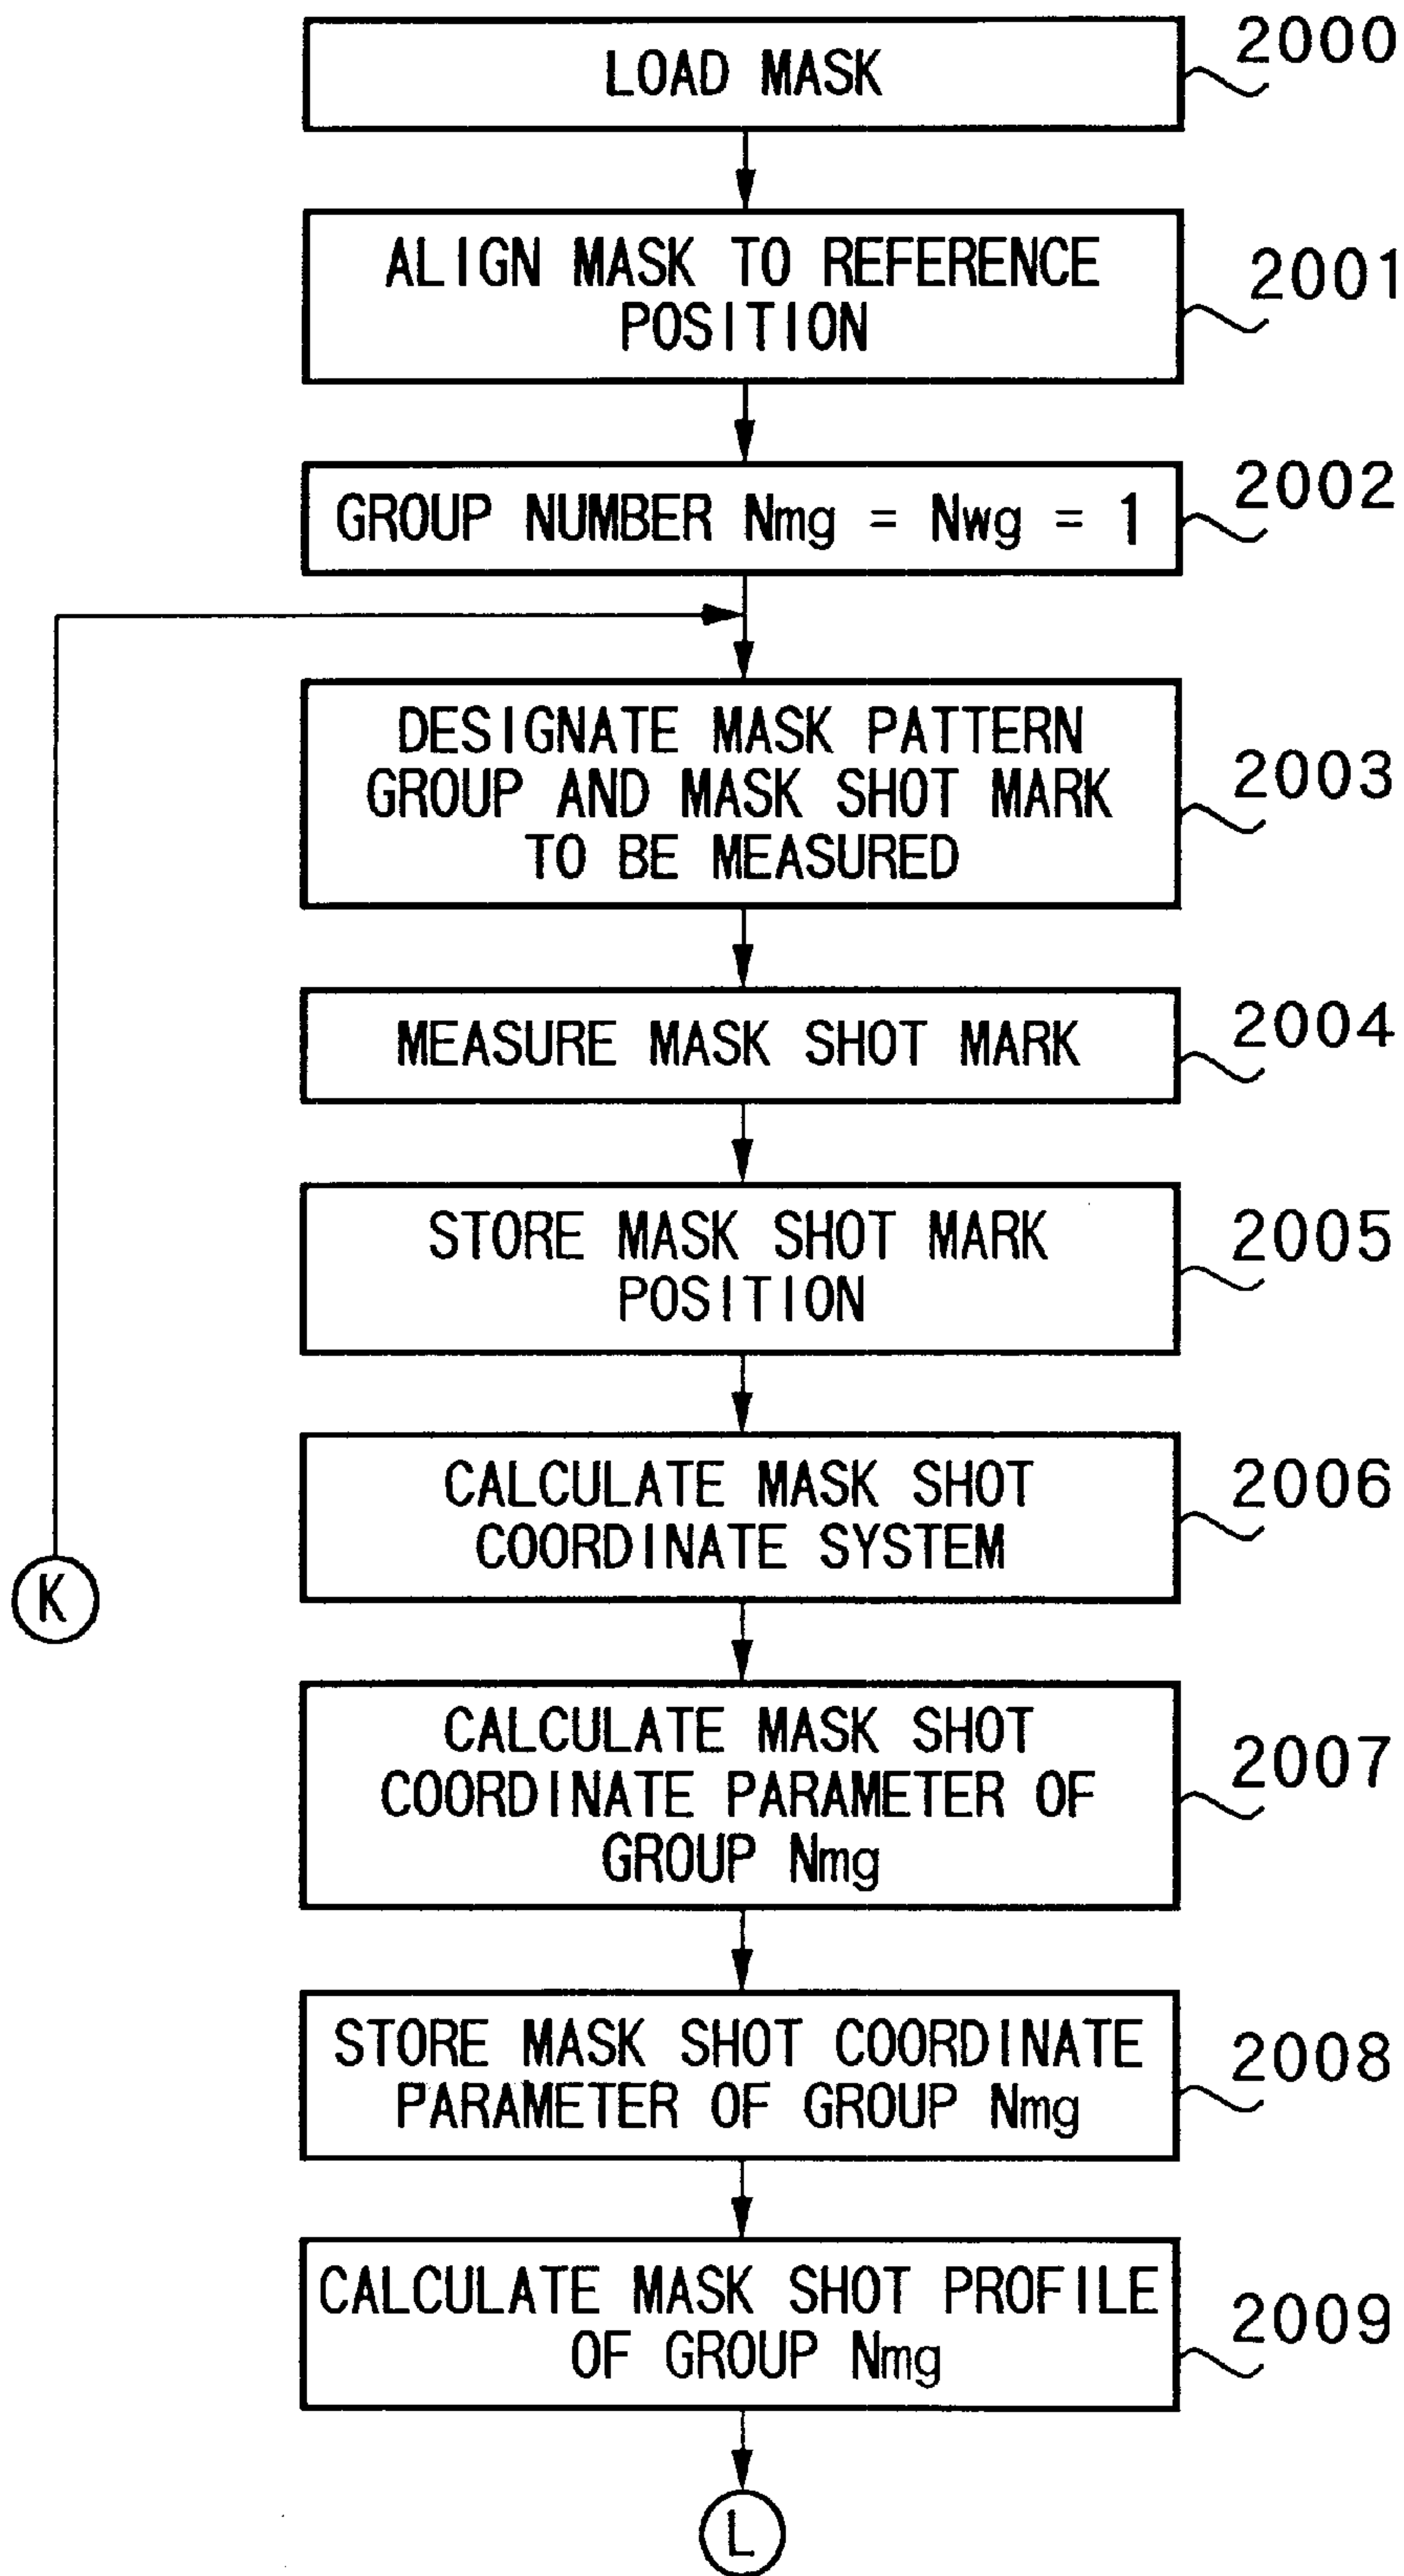 LOAD MASK
2000
ALIGN MASK TO REFERENCE
POSITION
2001
GROUP NUMBER Nmg = Nwg = 1
2002
DESIGNATE MASK PATTERN
GROUP AND MASK SHOT MARK
TO BE MEASURED
2003
MEASURE MASK SHOT MARK
2004
STORE MASK SHOT MARK
POSITION
2005
CALCULATE MASK SHOT
COORDINATE SYSTEM
2006
K
CALCULATE MASK SHOT
COORDINATE PARAMETER OF
GROUP Nmg
2007
STORE MASK SHOT COORDINATE
PARAMETER OF GROUP Nmg
2008
CALCULATE MASK SHOT PROFILE
OF GROUP Nmg
2009
L